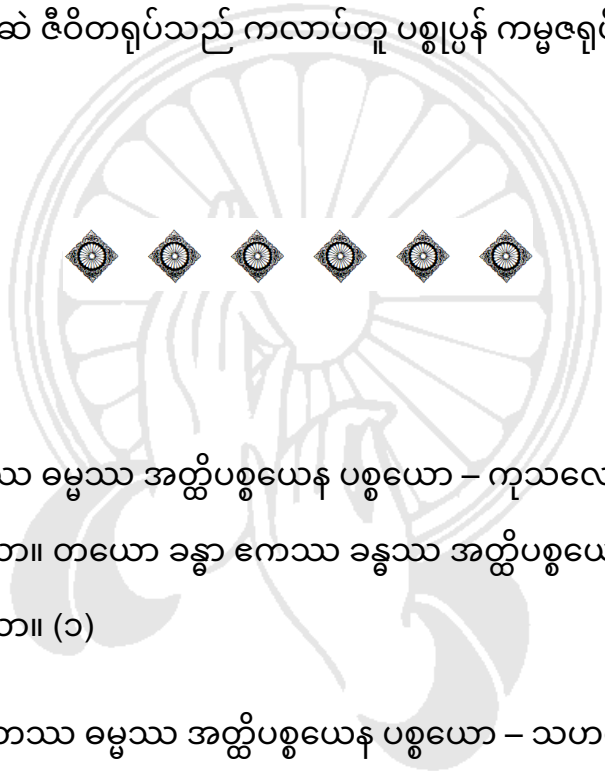 ဆဲ ဇီဝိတရုပ်သည် ကလာပ်တူ ပစ္စုပ္ပန် ကမ္မဇရုပ်
ဿ ဓမ္မဿ အတ္ထိပစ္စယေန ပစ္စယော – ကုသလေ
ဘ။ တယော ခန္ဓာ ဧကဿ ခန္ဓဿ အတ္ထိပစ္စယေ
ဘ။ (၁)
တဿ ဓမ္မဿ အတ္ထိပစ္စယေန ပစ္စယော – သဟ